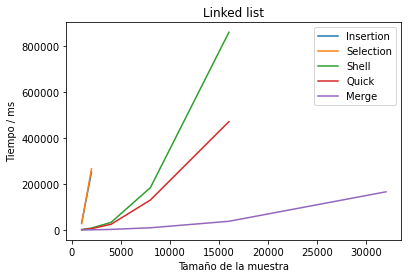 Linked list
Insertion
Selection
Shell
Quick
Merge
800000
600000
400000
200000
0
Tiempo / ms
0
5000
10000
15000
20000
25000
30000
Tamaño de la muestra